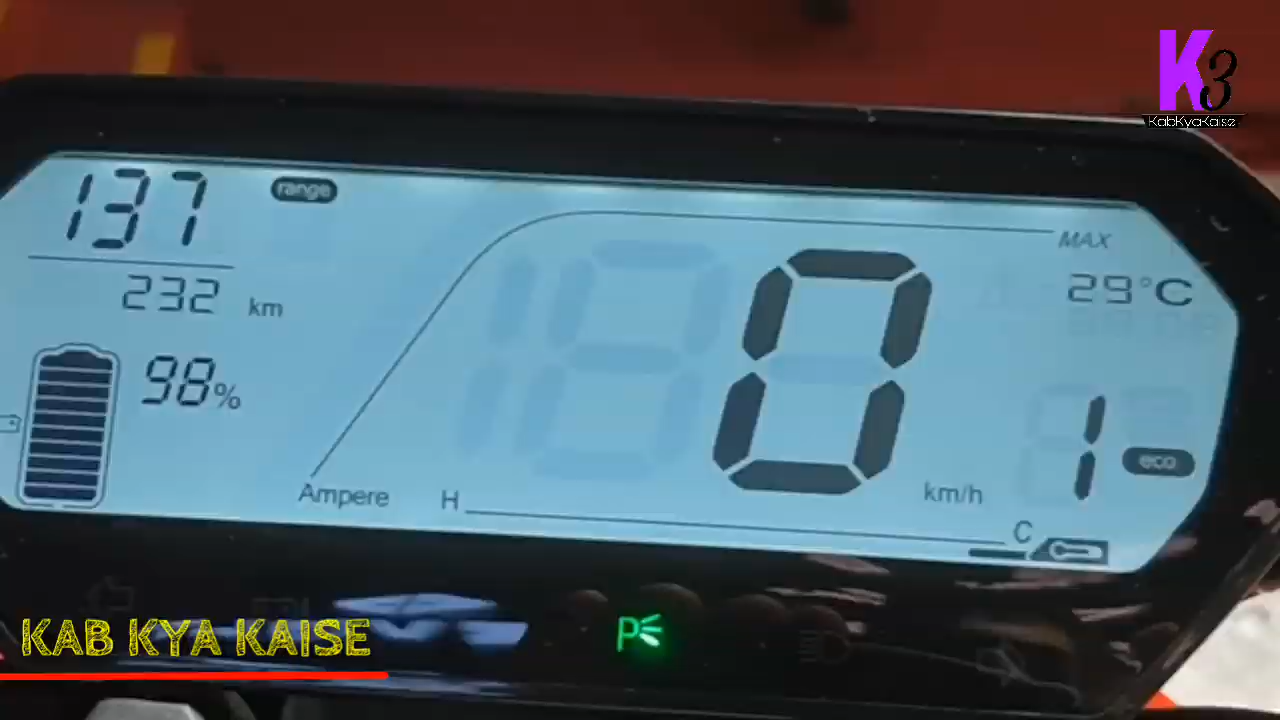 K3
KabKyaKaise
137 range
232 km
98%
MAX
29°C
0 km/h
1 eco
Ampere
H
C
P
KAB KYA KAISE